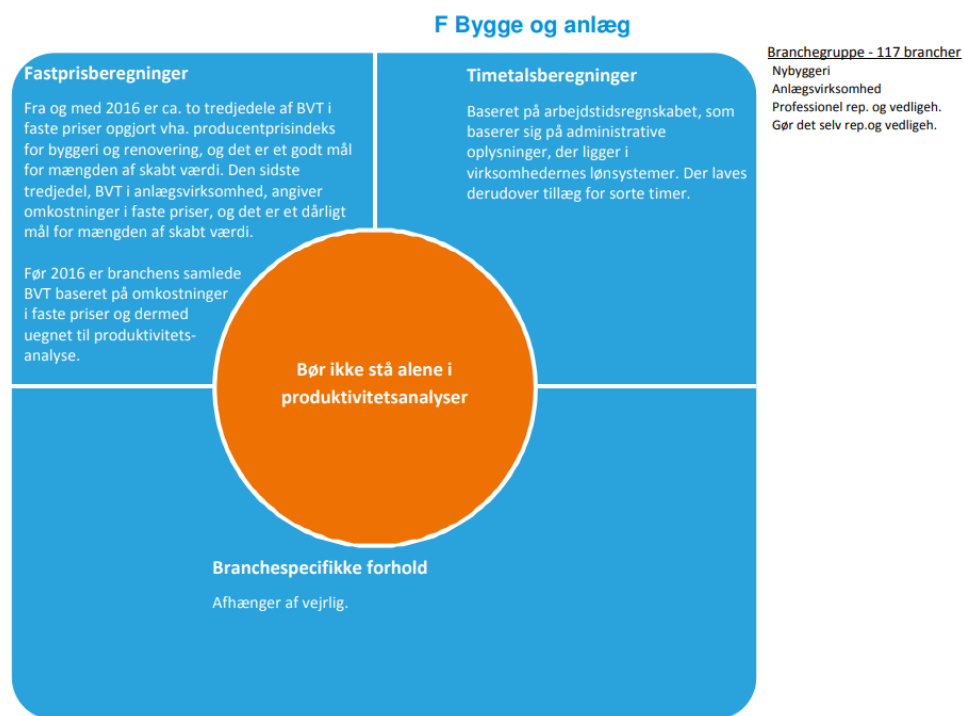 F Bygge og anlæg
Fastprisberegninger
Fra og med 2016 er ca. to tredjedele af BVT i
faste priser opgjort vha. producentprisindeks
for byggeri og renovering, og det er et godt mål
for mængden af skabt værdi. Den sidste
tredjedel, BVT i anlægsvirksomhed, angiver
omkostninger i faste priser, og det er et dårligt
mål for mængden af skabt værdi.
Før 2016 er branchens samlede
BVT baseret på omkostninger
i faste priser og dermed
uegnet til produktivitets-
analyse.
Timetalsberegninger
Baseret på arbejdstidsregnskabet, som
baserer sig på administrative
oplysninger, der ligger i
virksomhedernes lønsystemer. Der laves
derudover tillæg for sorte timer.
Branchegruppe - 117 brancher
Nybyggeri
Anlægsvirksomhed
Professionel rep. og vedligeh.
Gør det selv rep.og vedligeh.
Bør ikke stå alene i
produktivitetsanalyser
Branchespecifikke forhold
Afhænger af vejrlig.